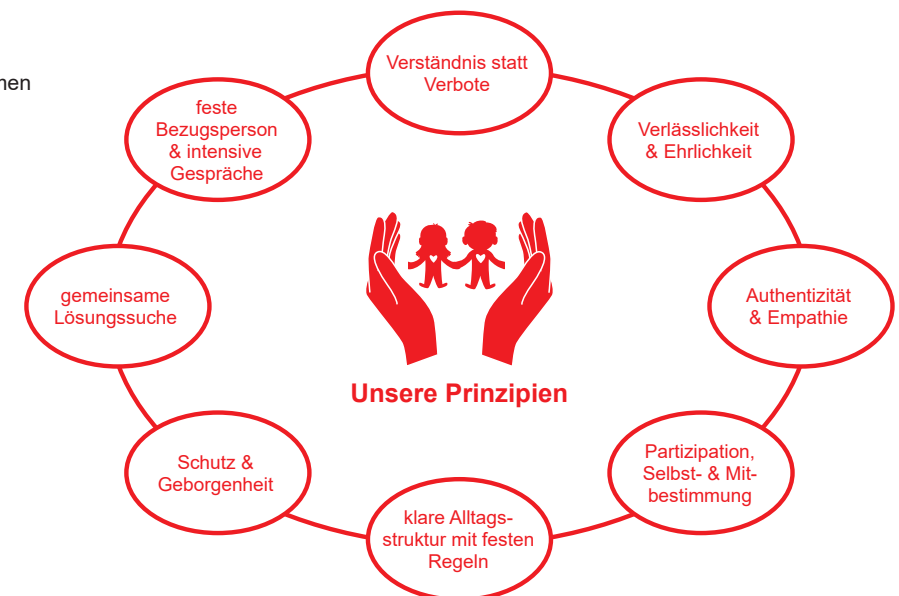 Verständnis statt
Verbote
Verlässlichkeit
& Ehrlichkeit
Authentizität
& Empathie
Partizipation,
Selbst- & Mit-
bestimmung
klare Alltags-
struktur mit festen
Regeln
Schutz &
Geborgenheit
gemeinsame
Lösungssuche
feste
Bezugsperson
& intensive
Gespräche
Unsere Prinzipien